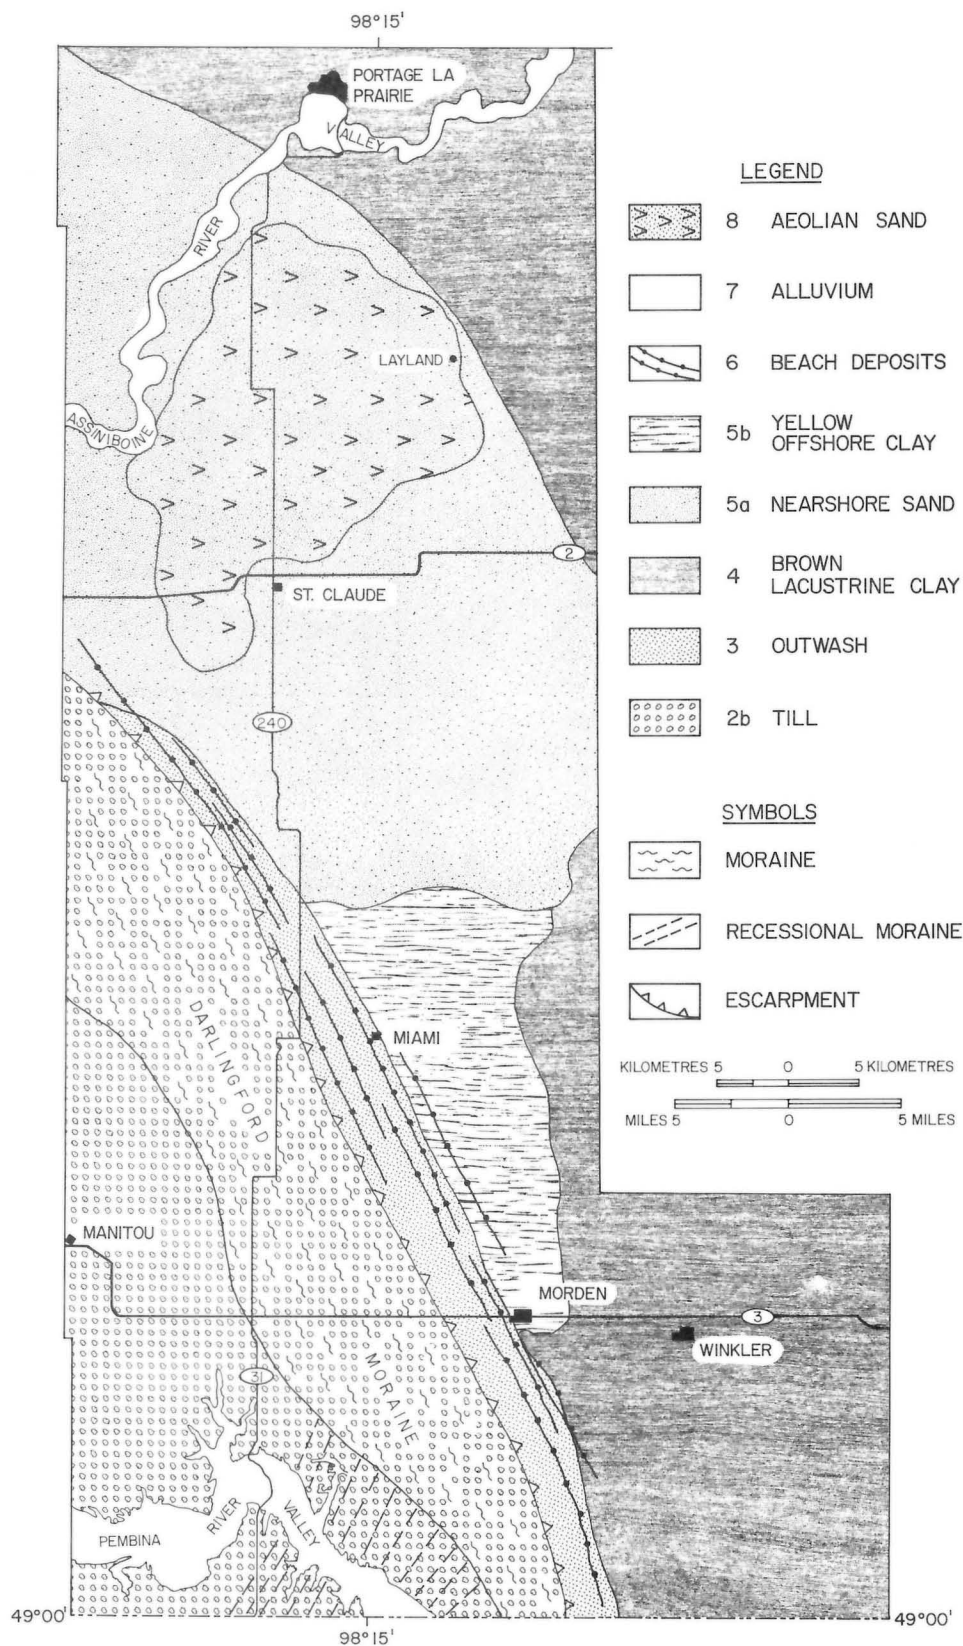 98°15'
PORTAGE LA
PRAIRIE
VALLEY
RIVER
LAYLAND
ASSINIBOINE
2
ST. CLAUDE
240
DARLINGFORD
MIAMI
MANITOU
MORDEN
3
WINKLER
MORAINE
31
RIVER
VALLEY
PEMBINA
49°00'
49°00'
98°15'
LEGEND
8 AEOLIAN SAND
7 ALLUVIUM
6 BEACH DEPOSITS
5b YELLOW
OFFSHORE CLAY
5a NEARSHORE SAND
4 BROWN
LACUSTRINE CLAY
3 OUTWASH
2b TILL
SYMBOLS
MORAINE
RECESSIONAL MORAINE
ESCARPMENT
KILOMETRES 5 0 5 KILOMETRES
MILES 5 0 5 MILES